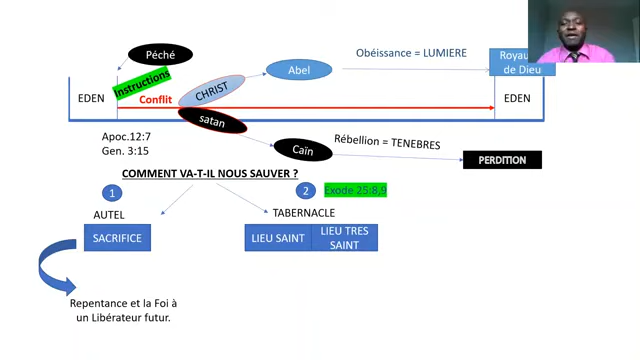 Péché
Instructions
EDEN
Conflit
CHRIST
satan
Abel
Obéissance = LUMIERE
Royau
de Dieu
EDEN
Apoc.12:7
Gen. 3:15
Caïn
Rébellion = TENEBRES
PERDITION
COMMENT VA-T-IL NOUS SAUVER ?
1
AUTEL
SACRIFICE
2
Exode 25:8,9
TABERNACLE
LIEU SAINT
LIEU TRES
SAINT
Repentance et la Foi à
un Libérateur futur.